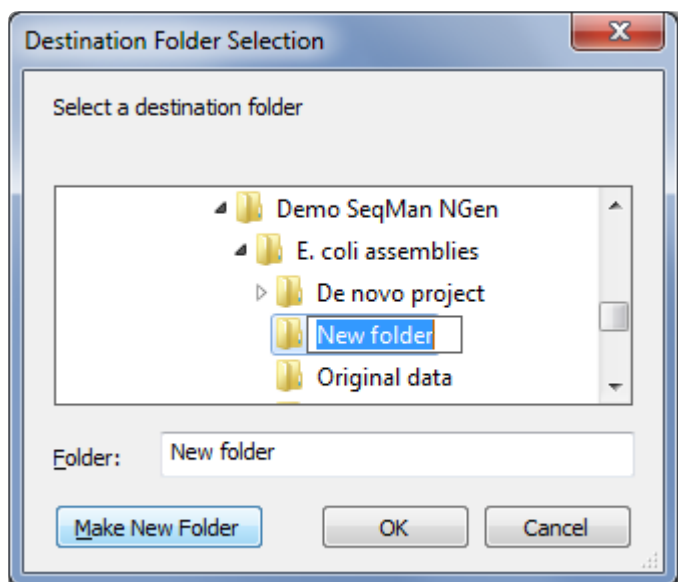 Destination Folder Selection
Select a destination folder
Demo SeqMan NGen
E. coli assemblies
De novo project
New folder
Original data
Folder: New folder
Make New Folder OK Cancel